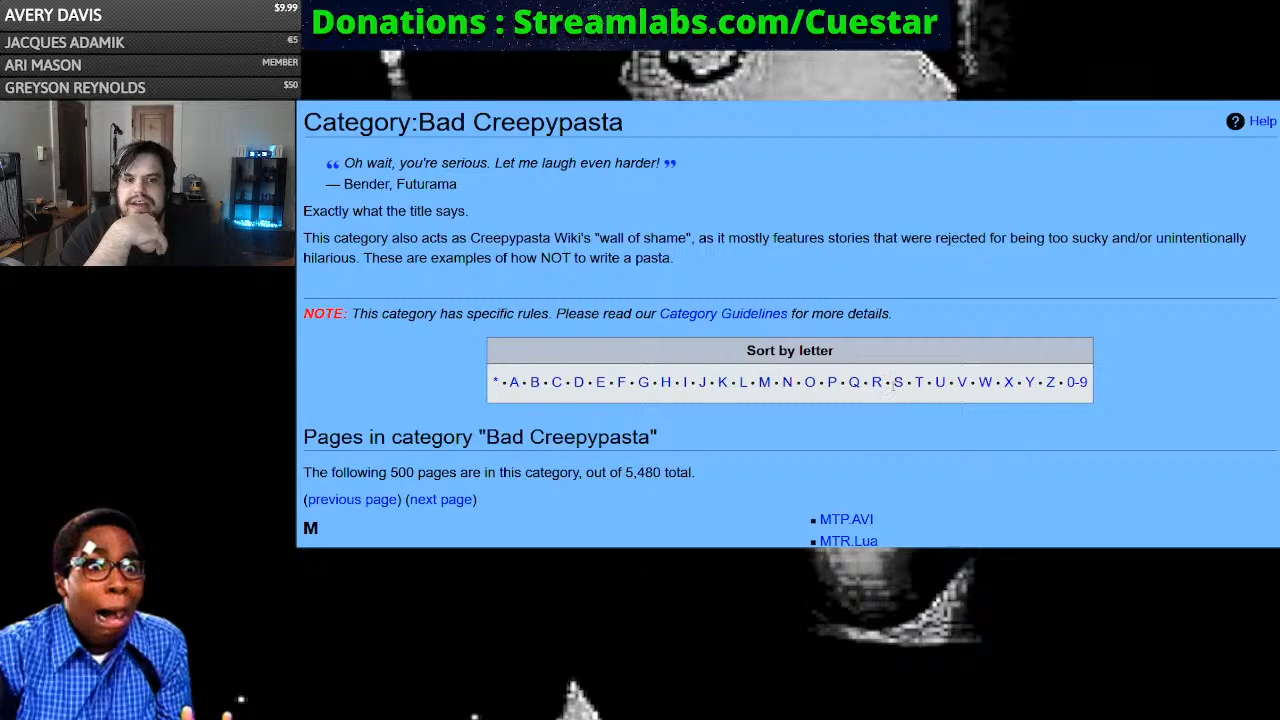 AVERY DAVIS $9.99
JACQUES ADAMIK €5
ARI MASON MEMBER
GREYSON REYNOLDS $50
Donations : Streamlabs.com/Cuestar
Category:Bad Creepypasta
? Help
“ Oh wait, you're serious. Let me laugh even harder! ”
— Bender, Futurama
Exactly what the title says.
This category also acts as Creepypasta Wiki's "wall of shame", as it mostly features stories that were rejected for being too sucky and/or unintentionally
hilarious. These are examples of how NOT to write a pasta.
NOTE: This category has specific rules. Please read our Category Guidelines for more details.
Sort by letter
* • A • B • C • D • E • F • G • H • I • J • K • L • M • N • O • P • Q • R • S • T • U • V • W • X • Y • Z • 0-9
Pages in category "Bad Creepypasta"
The following 500 pages are in this category, out of 5,480 total.
(previous page) (next page)
M
▪ MTP.AVI
▪ MTR.Lua